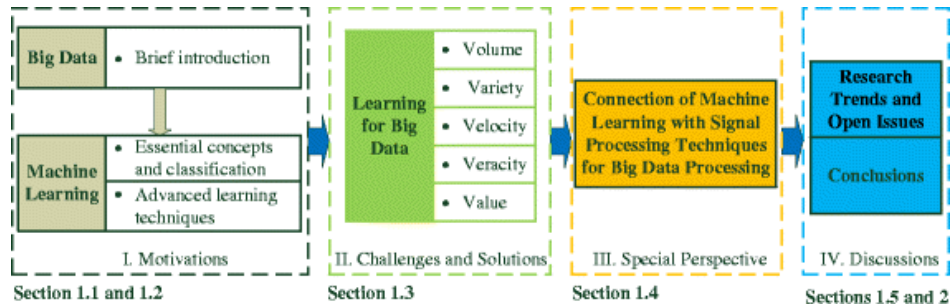 Big Data
• Brief introduction
Machine
Learning
• Essential concepts
and classification
• Advanced learning
techniques
I. Motivations
Section 1.1 and 1.2
Learning
for Big
Data
• Volume
• Variety
• Velocity
• Veracity
• Value
II. Challenges and Solutions
Section 1.3
Connection of Machine
Learning with Signal
Processing Techniques
for Big Data Processing
III. Special Perspective
Section 1.4
Research
Trends and
Open Issues
Conclusions
IV. Discussions
Sections 1.5 and 2